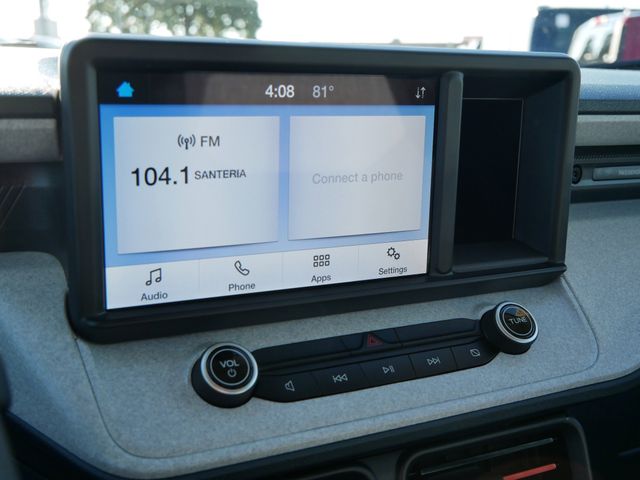 4:08 81°
FM
104.1 SANTERIA
Connect a phone
Audio Phone Apps Settings
VOL
TUNE